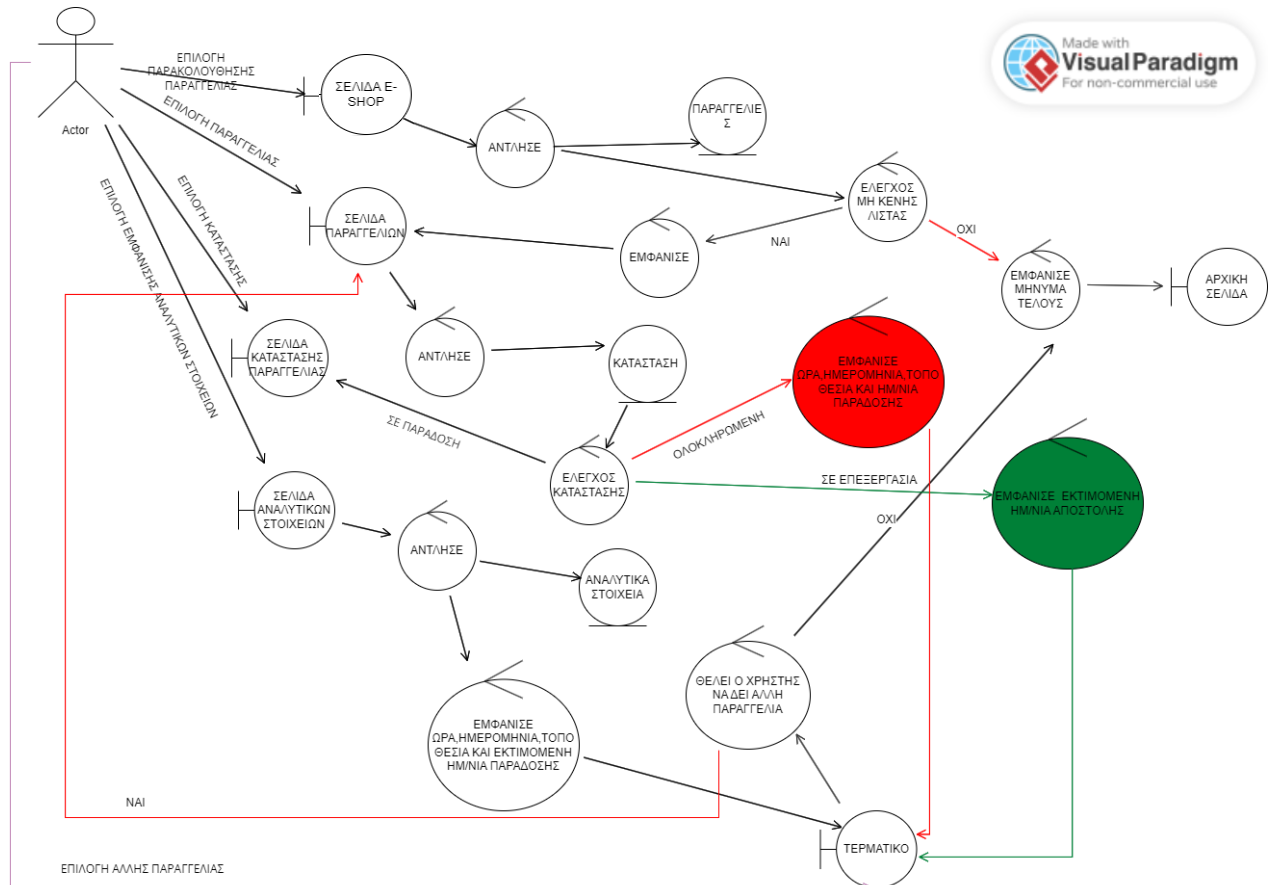 Made with
Visual Paradigm
For non-commercial use
Actor
ΕΠΙΛΟΓΗ
ΠΑΡΑΚΟΛΟΥΘΗΣΗΣ
ΠΑΡΑΓΓΕΛΙΑΣ
ΣΕΛΙΔΑ E-
SHOP
ΑΝΤΛΗΣΕ
ΠΑΡΑΓΓΕΛΙΕ
Σ
ΕΠΙΛΟΓΗ ΠΑΡΑΓΓΕΛΙΑΣ
ΕΛΕΓΧΟΣ
ΜΗ ΚΕΝΗΣ
ΛΙΣΤΑΣ
ΕΠΙΛΟΓΗ ΚΑΤΑΣΤΑΣΗΣ
ΕΠΙΛΟΓΗ ΕΜΦΑΝΙΣΗΣ ΑΝΑΛΥΤΙΚΩΝ ΣΤΟΙΧΕΙΩΝ
ΣΕΛΙΔΑ
ΠΑΡΑΓΓΕΛΙΩΝ
ΕΜΦΑΝΙΣΕ
ΝΑΙ
ΟΧΙ
ΕΜΦΑΝΙΣΕ
ΜΗΝΥΜΑ
ΤΕΛΟΥΣ
ΑΡΧΙΚΗ
ΣΕΛΙΔΑ
ΣΕΛΙΔΑ
ΚΑΤΑΣΤΑΣΗΣ
ΠΑΡΑΓΓΕΛΙΑΣ
ΑΝΤΛΗΣΕ
ΚΑΤΑΣΤΑΣΗ
ΕΜΦΑΝΙΣΕ
ΩΡΑ,ΗΜΕΡΟΜΗΝΙΑ,ΤΟΠΟ
ΘΕΣΙΑ ΚΑΙ ΗΜ/ΝΙΑ
ΠΑΡΑΔΟΣΗΣ
ΣΕ ΠΑΡΑΔΟΣΗ
ΟΛΟΚΛΗΡΩΜΕΝΗ
ΕΛΕΓΧΟΣ
ΚΑΤΑΣΤΑΣΗΣ
ΣΕ ΕΠΕΞΕΡΓΑΣΙΑ
ΕΜΦΑΝΙΣΕ ΕΚΤΙΜΟΜΕΝΗ
ΗΜ/ΝΙΑ ΑΠΟΣΤΟΛΗΣ
ΣΕΛΙΔΑ
ΑΝΑΛΥΤΙΚΩΝ
ΣΤΟΙΧΕΙΩΝ
ΟΧΙ
ΑΝΤΛΗΣΕ
ΑΝΑΛΥΤΙΚΑ
ΣΤΟΙΧΕΙΑ
ΘΕΛΕΙ Ο ΧΡΗΣΤΗΣ
ΝΑ ΔΕΙ ΑΛΛΗ
ΠΑΡΑΓΓΕΛΙΑ
ΕΜΦΑΝΙΣΕ
ΩΡΑ,ΗΜΕΡΟΜΗΝΙΑ,ΤΟΠΟ
ΘΕΣΙΑ ΚΑΙ ΕΚΤΙΜΟΜΕΝΗ
ΗΜ/ΝΙΑ ΠΑΡΑΔΟΣΗΣ
ΝΑΙ
ΤΕΡΜΑΤΙΚΟ
ΕΠΙΛΟΓΗ ΑΛΛΗΣ ΠΑΡΑΓΓΕΛΙΑΣ